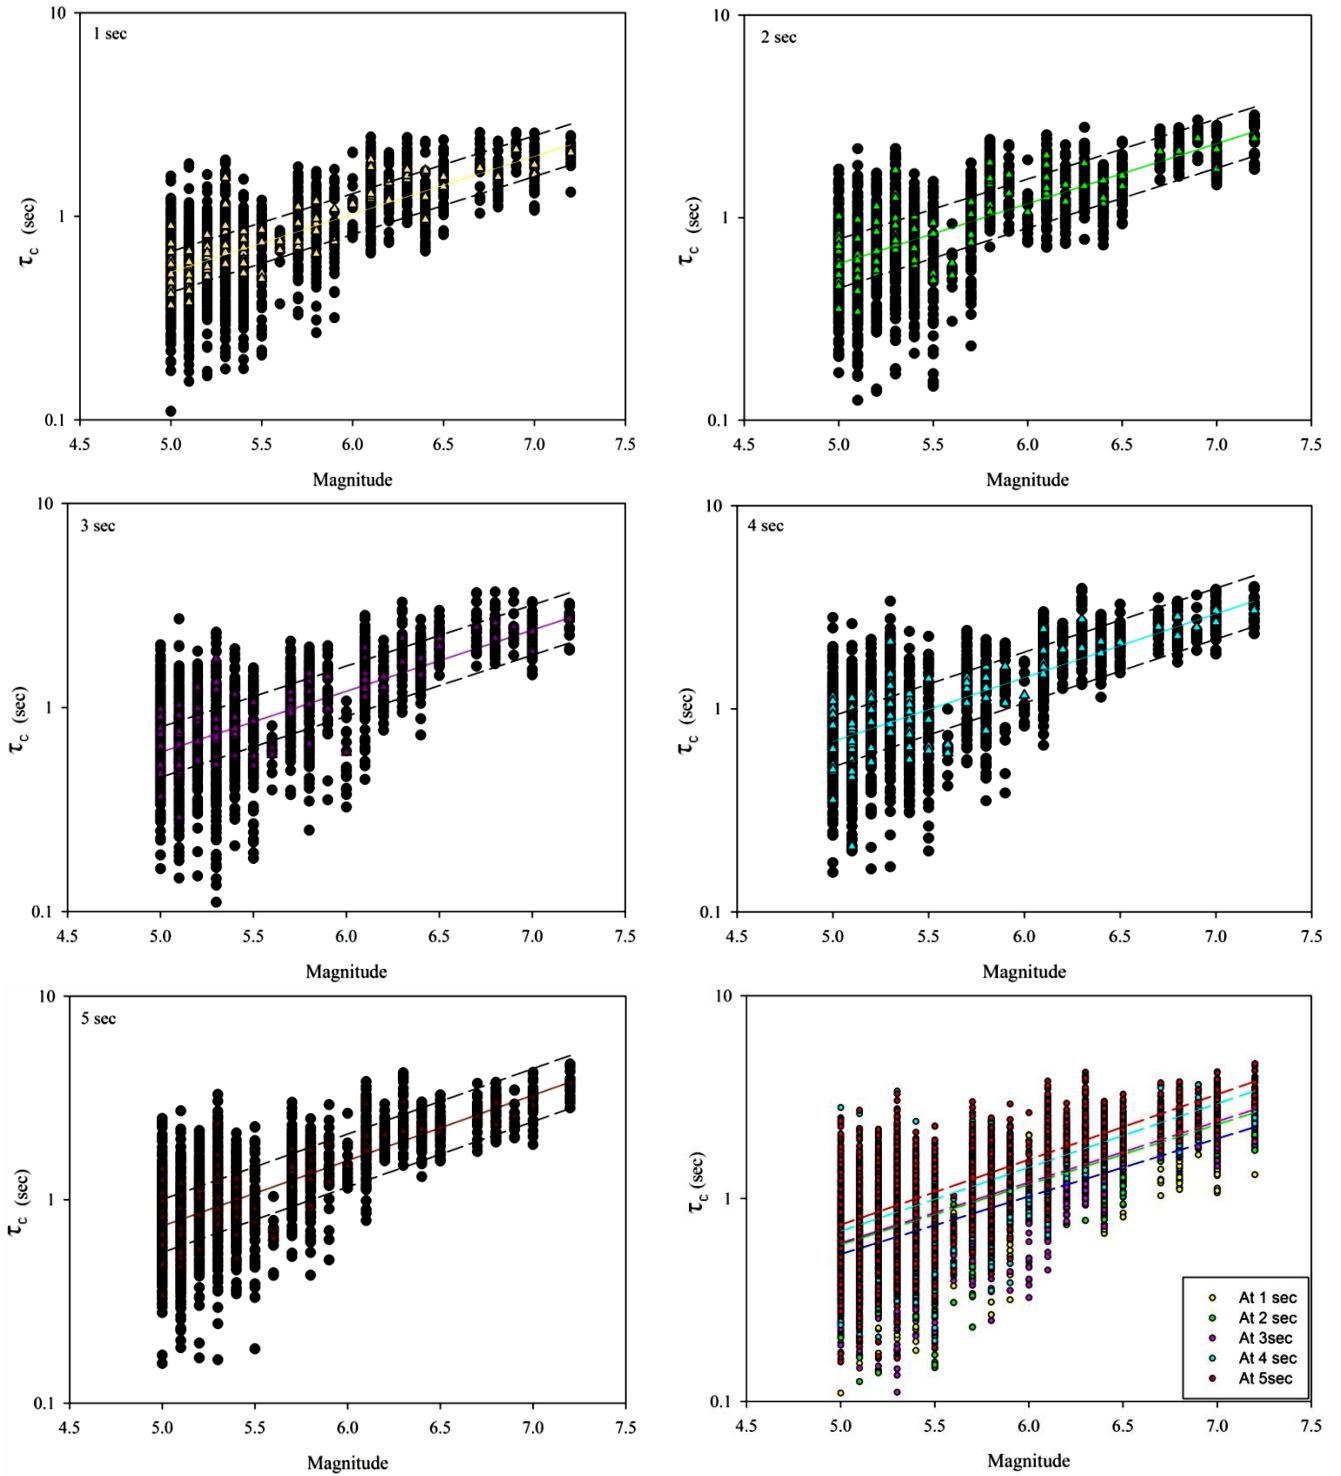 10
1 sec
1
0.1
τc (sec)
4.5 5.0 5.5 6.0 6.5 7.0 7.5
Magnitude
10
2 sec
1
0.1
τc (sec)
4.5 5.0 5.5 6.0 6.5 7.0 7.5
Magnitude
10
3 sec
1
0.1
τc (sec)
4.5 5.0 5.5 6.0 6.5 7.0 7.5
Magnitude
10
4 sec
1
0.1
τc (sec)
4.5 5.0 5.5 6.0 6.5 7.0 7.5
Magnitude
10
5 sec
1
0.1
τc (sec)
4.5 5.0 5.5 6.0 6.5 7.0 7.5
Magnitude
10
1
0.1
τc (sec)
At 1 sec
At 2 sec
At 3sec
At 4 sec
At 5sec
4.5 5.0 5.5 6.0 6.5 7.0 7.5
Magnitude